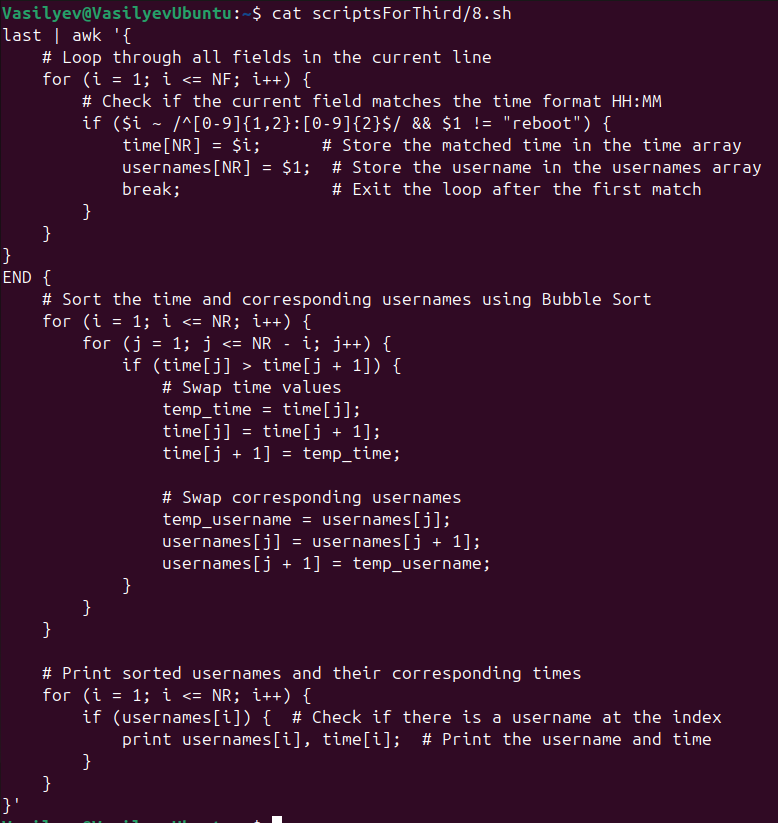 Vasilyev@VasilyevUbuntu:~$ cat scriptsForThird/8.sh
last | awk '{
    # Loop through all fields in the current line
    for (i = 1; i <= NF; i++) {
        # Check if the current field matches the time format HH:MM
        if ($i ~ /^[0-9]{1,2}:[0-9]{2}$/ && $1 != "reboot") {
            time[NR] = $i;      # Store the matched time in the time array
            usernames[NR] = $1;  # Store the username in the usernames array
            break;               # Exit the loop after the first match
        }
    }
}
END {
    # Sort the time and corresponding usernames using Bubble Sort
    for (i = 1; i <= NR; i++) {
        for (j = 1; j <= NR - i; j++) {
            if (time[j] > time[j + 1]) {
                # Swap time values
                temp_time = time[j];
                time[j] = time[j + 1];
                time[j + 1] = temp_time;

                # Swap corresponding usernames
                temp_username = usernames[j];
                usernames[j] = usernames[j + 1];
                usernames[j + 1] = temp_username;
            }
        }
    }

    # Print sorted usernames and their corresponding times
    for (i = 1; i <= NR; i++) {
        if (usernames[i]) {  # Check if there is a username at the index
            print usernames[i], time[i];  # Print the username and time
        }
    }
}'